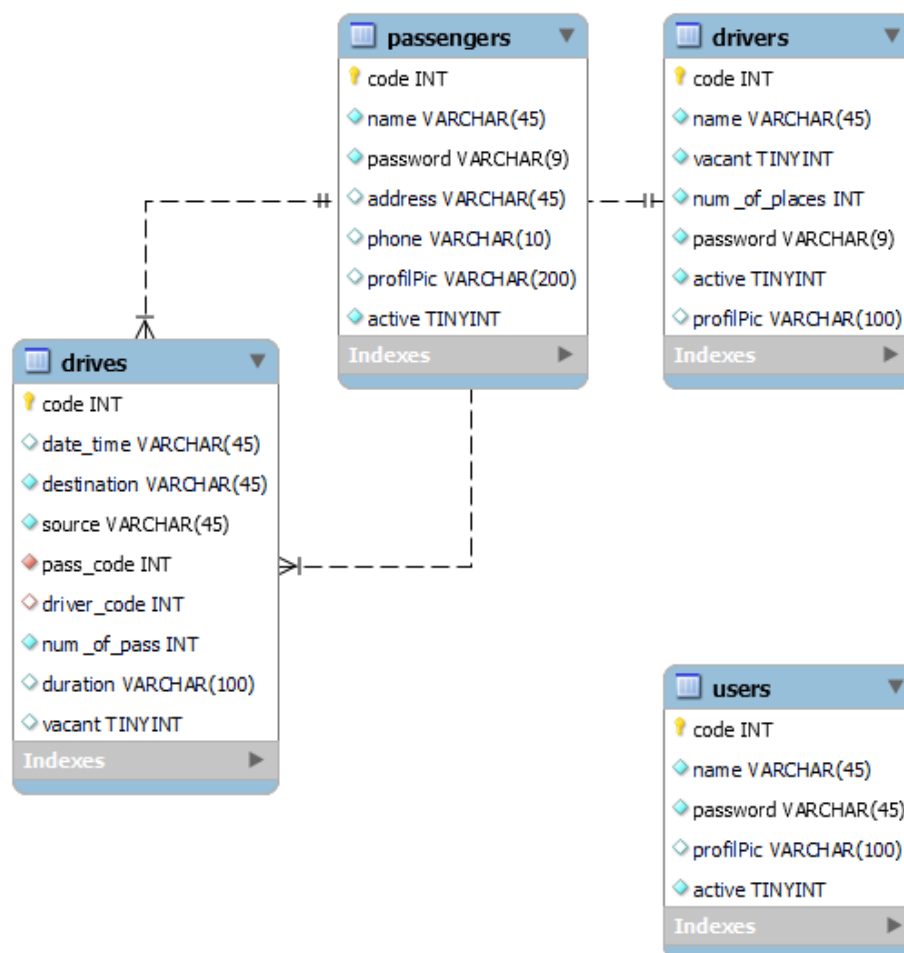 passengers
code INT
name VARCHAR(45)
password VARCHAR(9)
address VARCHAR(45)
phone VARCHAR(10)
profilPic VARCHAR(200)
active TINYINT
Indexes
drivers
code INT
name VARCHAR(45)
vacant TINYINT
num_of_places INT
password VARCHAR(9)
active TINYINT
profilPic VARCHAR(100)
Indexes
drives
code INT
date_time VARCHAR(45)
destination VARCHAR(45)
source VARCHAR(45)
pass_code INT
driver_code INT
num_of_pass INT
duration VARCHAR(100)
vacant TINYINT
Indexes
users
code INT
name VARCHAR(45)
password VARCHAR(45)
profilPic VARCHAR(100)
active TINYINT
Indexes